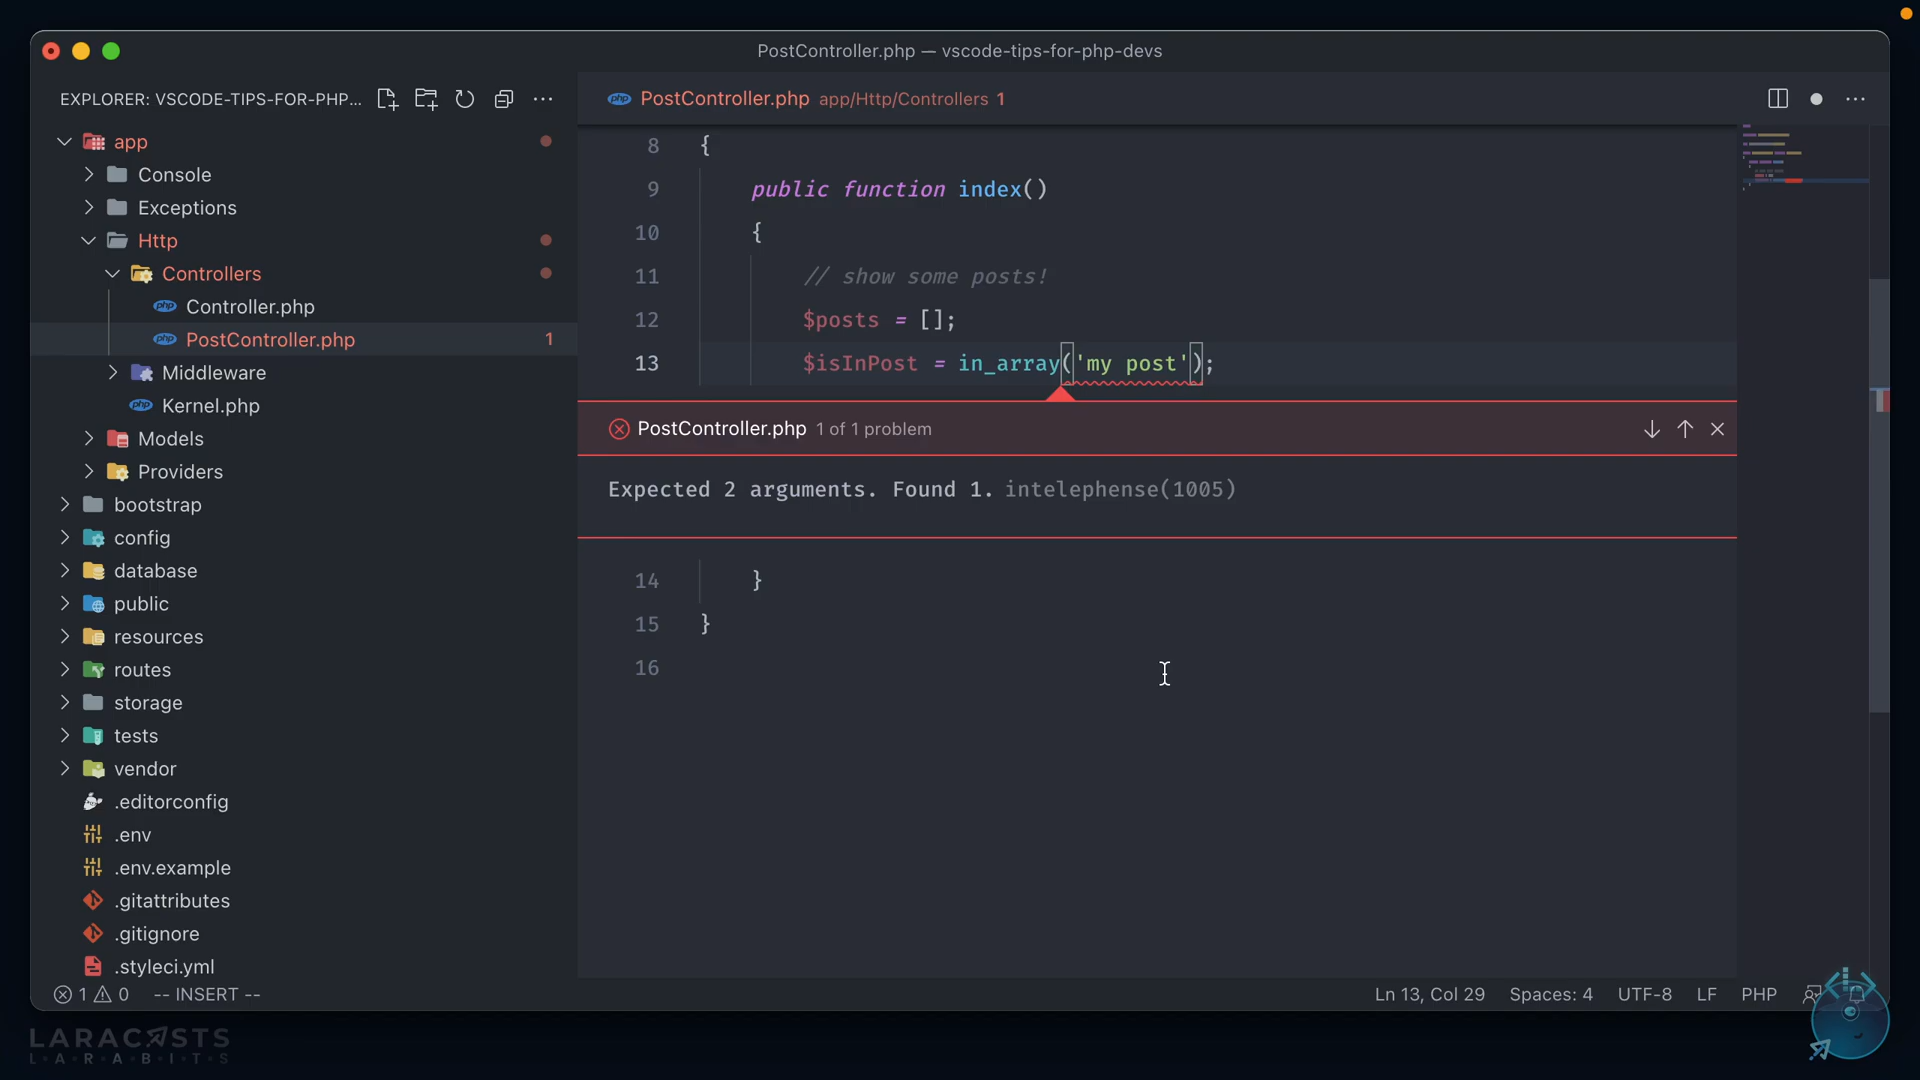 PostController.php — vscode-tips-for-php-devs
EXPLORER: VSCODE-TIPS-FOR-PHP...
app
Console
Exceptions
Http
Controllers
php Controller.php
php PostController.php 1
Middleware
php Kernel.php
Models
Providers
bootstrap
config
database
public
resources
routes
storage
tests
vendor
.editorconfig
.env
.env.example
.gitattributes
.gitignore
.styleci.yml
php PostController.php app/Http/Controllers 1
8 {
9 public function index()
10 {
11 // show some posts!
12 $posts = [];
13 $isInPost = in_array('my post');
PostController.php 1 of 1 problem
Expected 2 arguments. Found 1. intelephense(1005)
14 }
15 }
16
1 0 -- INSERT --
Ln 13, Col 29 Spaces: 4 UTF-8 LF PHP
LARACASTS
L·A·R·A·B·I·T·S